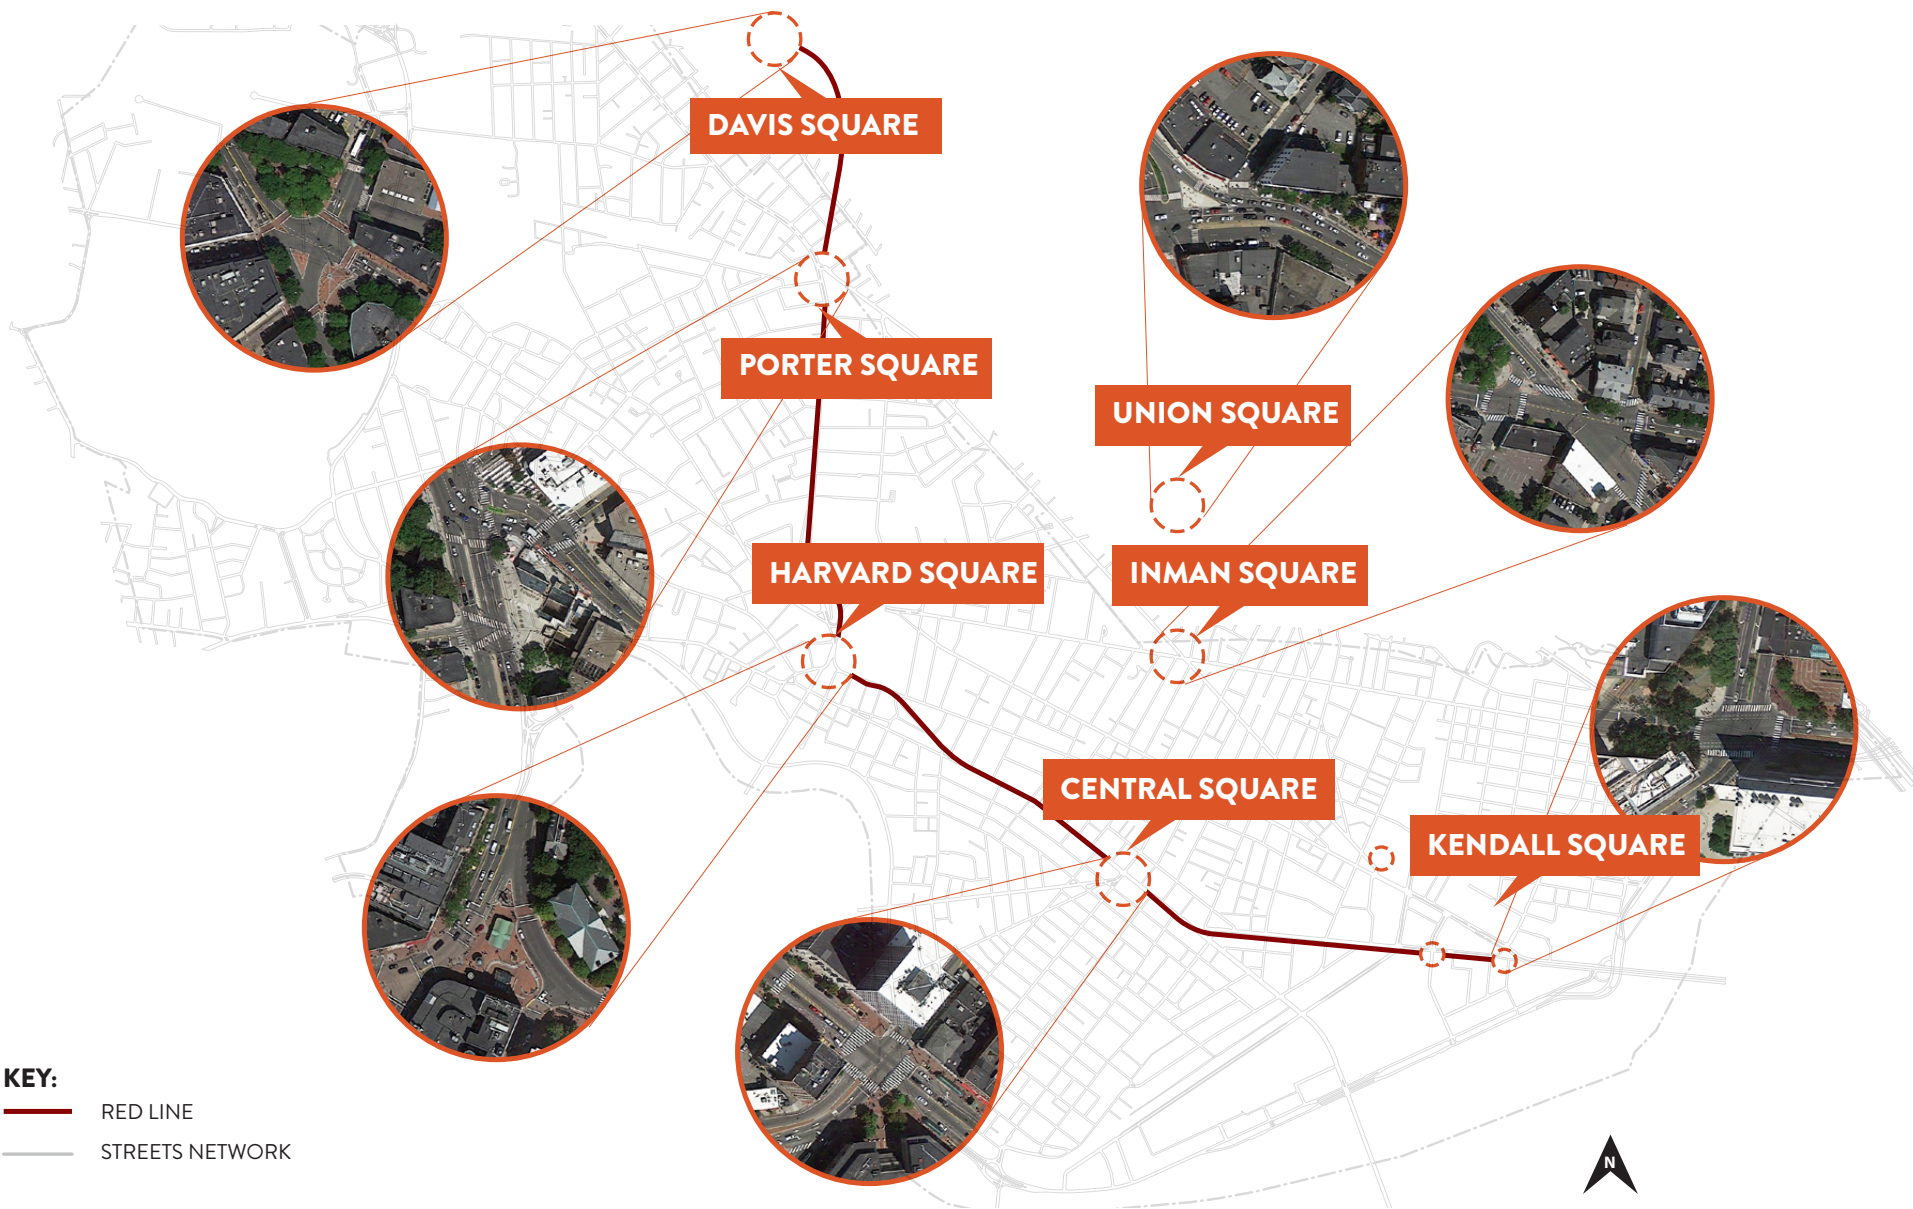 DAVIS SQUARE
PORTER SQUARE
UNION SQUARE
HARVARD SQUARE
INMAN SQUARE
CENTRAL SQUARE
KENDALL SQUARE
KEY:
RED LINE
STREETS NETWORK
N